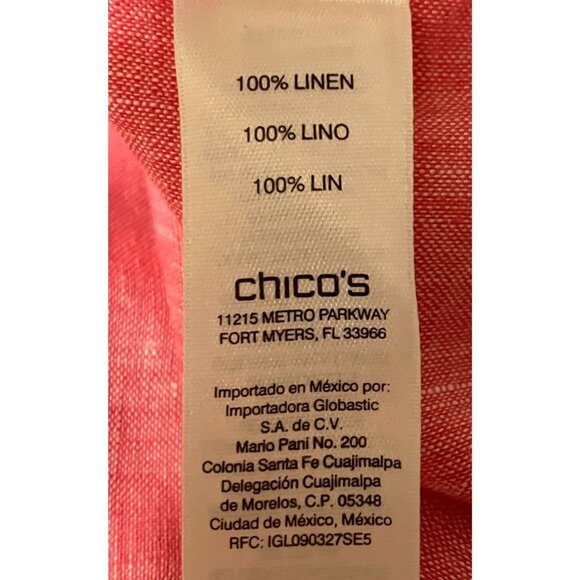 100% LINEN
100% LINO
100% LIN
chico's
11215 METRO PARKWAY
FORT MYERS, FL 33966
Importado en México por:
Importadora Globastic
S.A. de C.V.
Mario Pani No. 200
Colonia Santa Fe Cuajimalpa
Delegación Cuajimalpa
de Morelos, C.P. 05348
Ciudad de México, México
RFC: IGL090327SE5